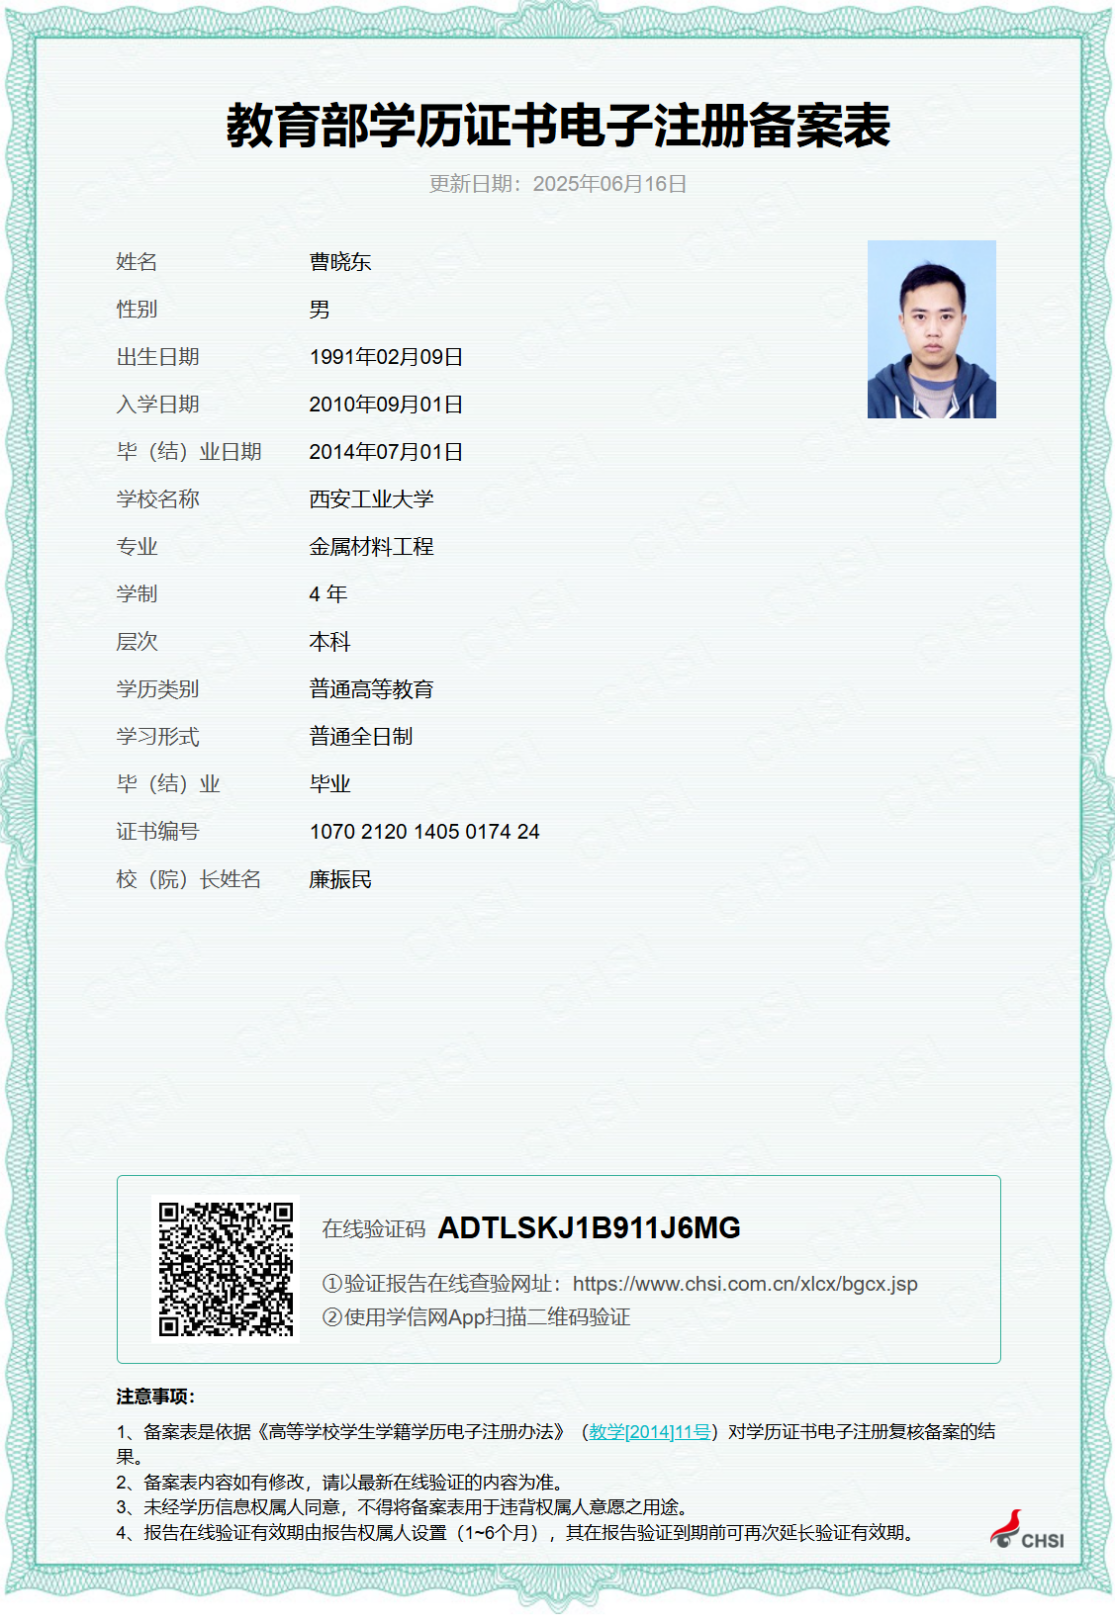 教育部学历证书电子注册备案表
更新日期：2025年06月16日
姓名 曹晓东
性别 男
出生日期 1991年02月09日
入学日期 2010年09月01日
毕（结）业日期 2014年07月01日
学校名称 西安工业大学
专业 金属材料工程
学制 4 年
层次 本科
学历类别 普通高等教育
学习形式 普通全日制
毕（结）业 毕业
证书编号 1070 2120 1405 0174 24
校（院）长姓名 廉振民
在线验证码 ADTLSKJ1B911J6MG
①验证报告在线查验网址：https://www.chsi.com.cn/xlcx/bgcx.jsp
②使用学信网App扫描二维码验证
注意事项：
1、备案表是依据《高等学校学生学籍学历电子注册办法》（教学[2014]11号）对学历证书电子注册复核备案的结
果。
2、备案表内容如有修改，请以最新在线验证的内容为准。
3、未经学历信息权属人同意，不得将备案表用于违背权属人意愿之用途。
4、报告在线验证有效期由报告权属人设置（1~6个月），其在报告验证到期前可再次延长验证有效期。
CHSI